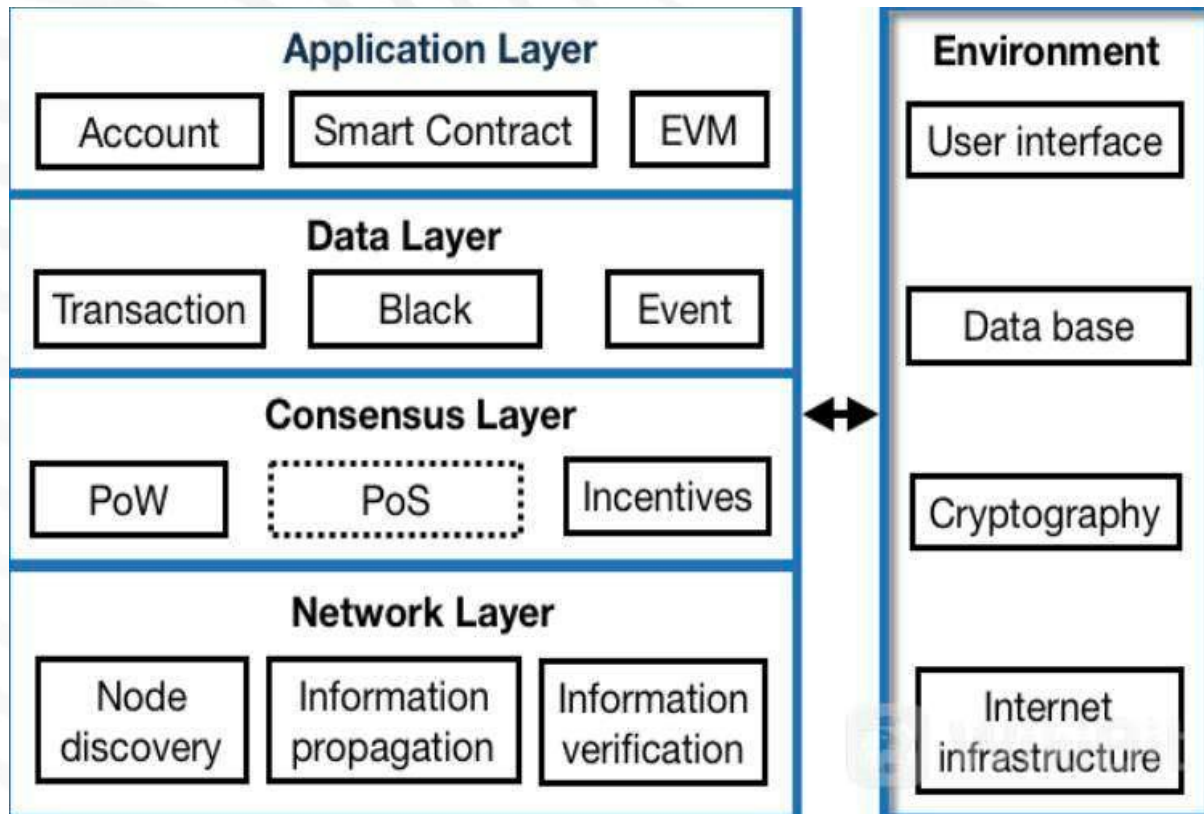 Application Layer
Account
Smart Contract
EVM
Data Layer
Transaction
Black
Event
Consensus Layer
PoW
PoS
Incentives
Network Layer
Node
discovery
Information
propagation
Information
verification
Environment
User interface
Data base
Cryptography
Internet
infrastructure